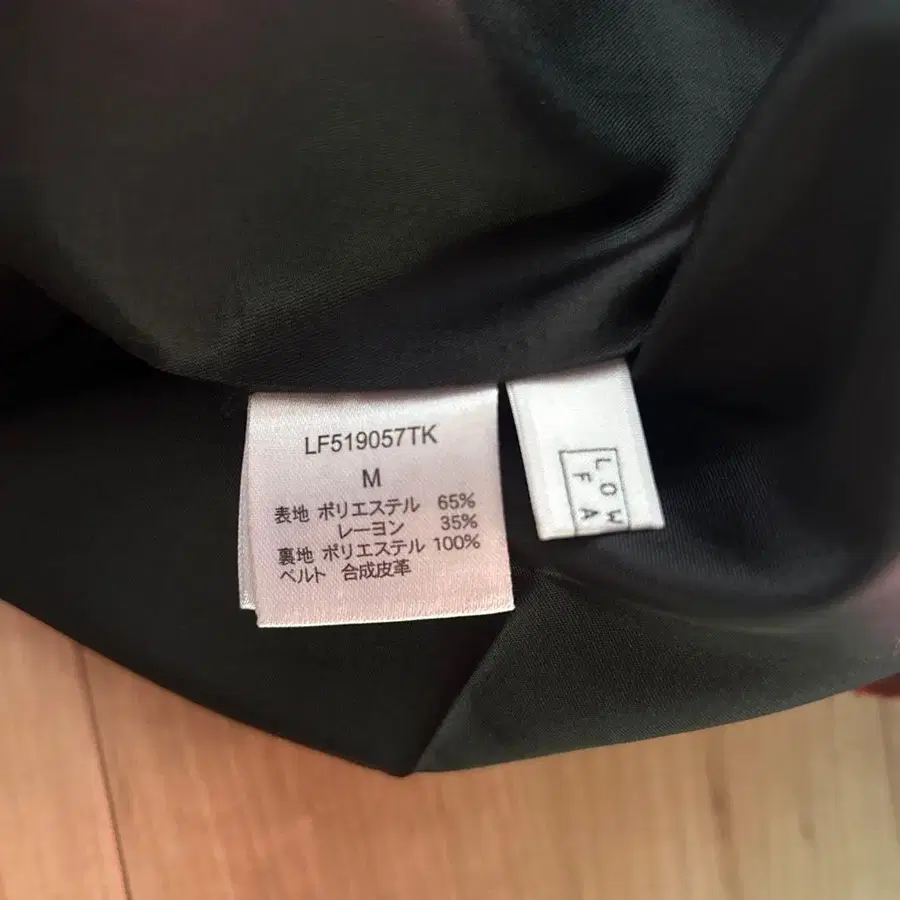 LF519057TK
M
表地 ポリエステル 65%
レーヨン 35%
裏地 ポリエステル 100%
ベルト 合成皮革
LOW
FA